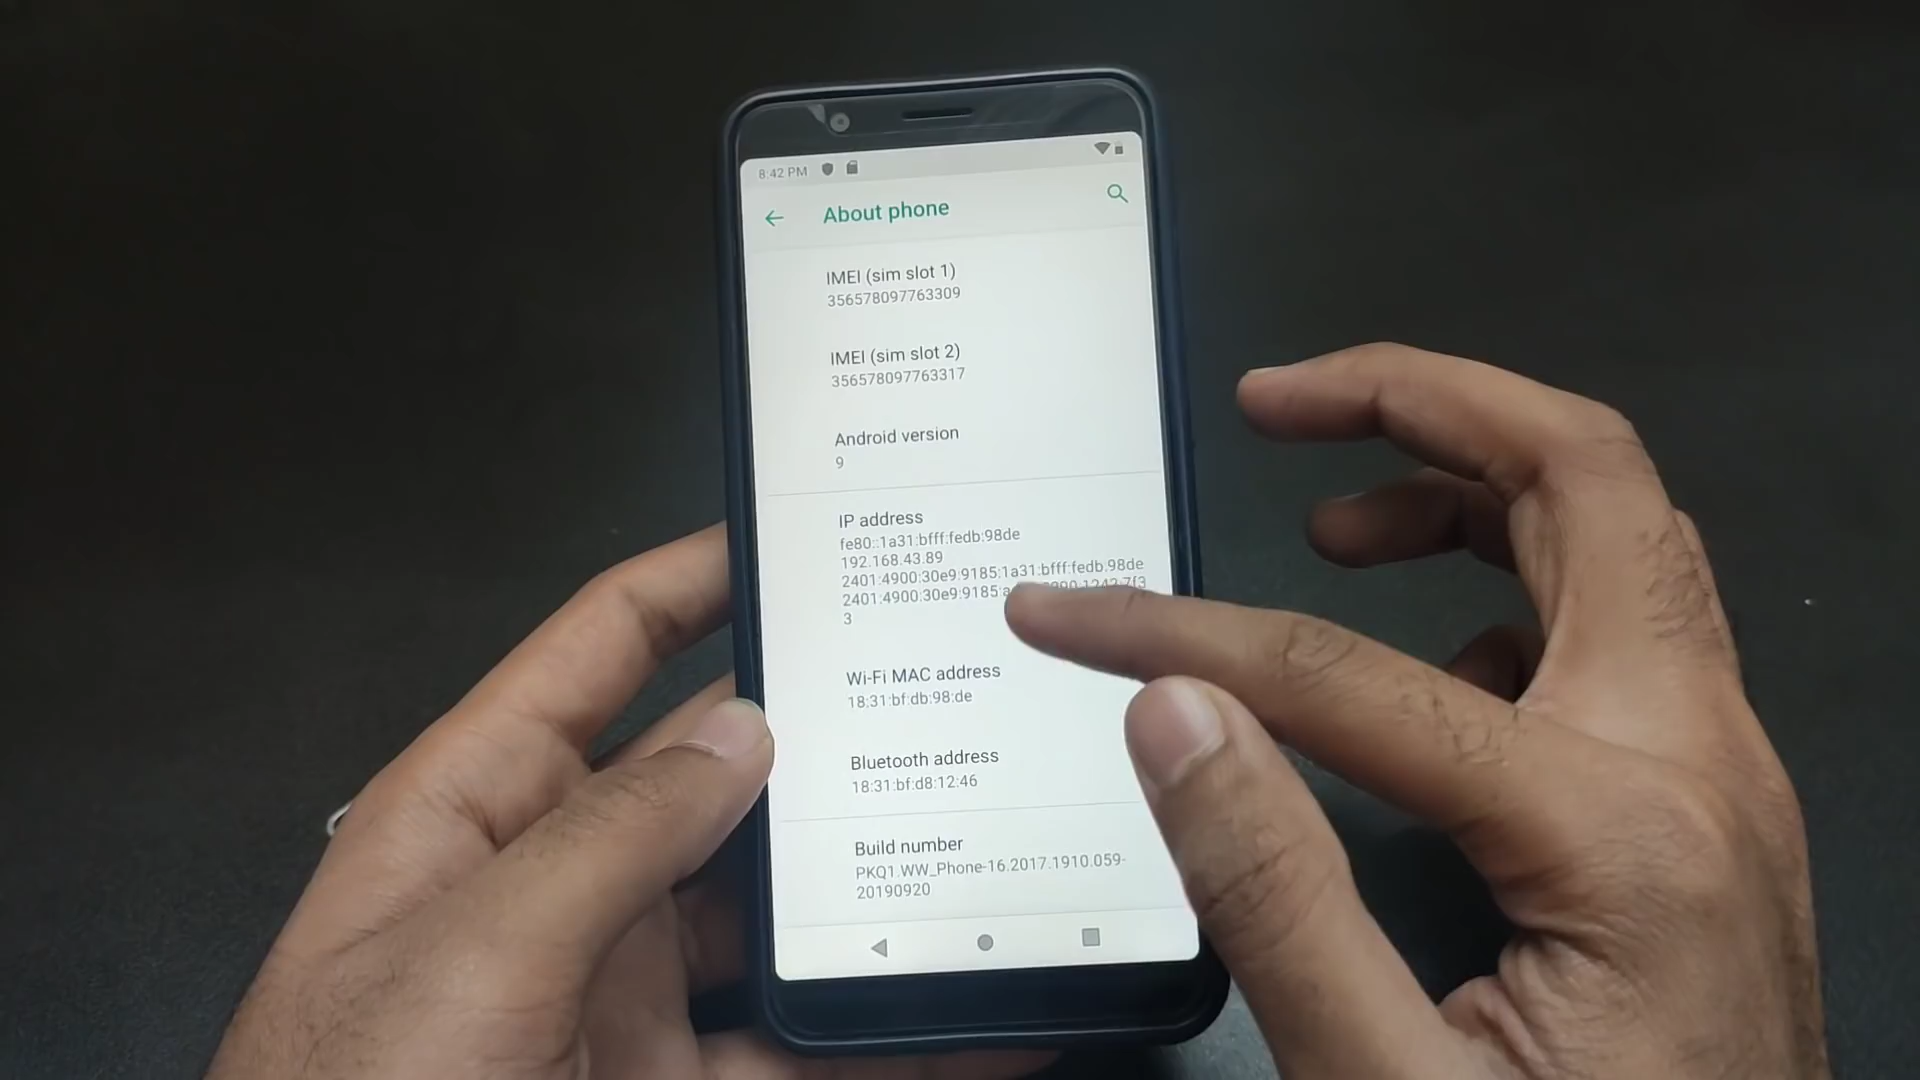 8:42 PM
About phone
IMEI (sim slot 1)
356578097763309
IMEI (sim slot 2)
356578097763317
Android version
9
IP address
fe80::1a31:bfff:fedb:98de
192.168.43.89
2401:4900:30e9:9185:1a31:bfff:fedb:98de
2401:4900:30e9:9185:
3
Wi-Fi MAC address
18:31:bf:db:98:de
Bluetooth address
18:31:bf:d8:12:46
Build number
PKQ1.WW_Phone-16.2017.1910.059-
20190920